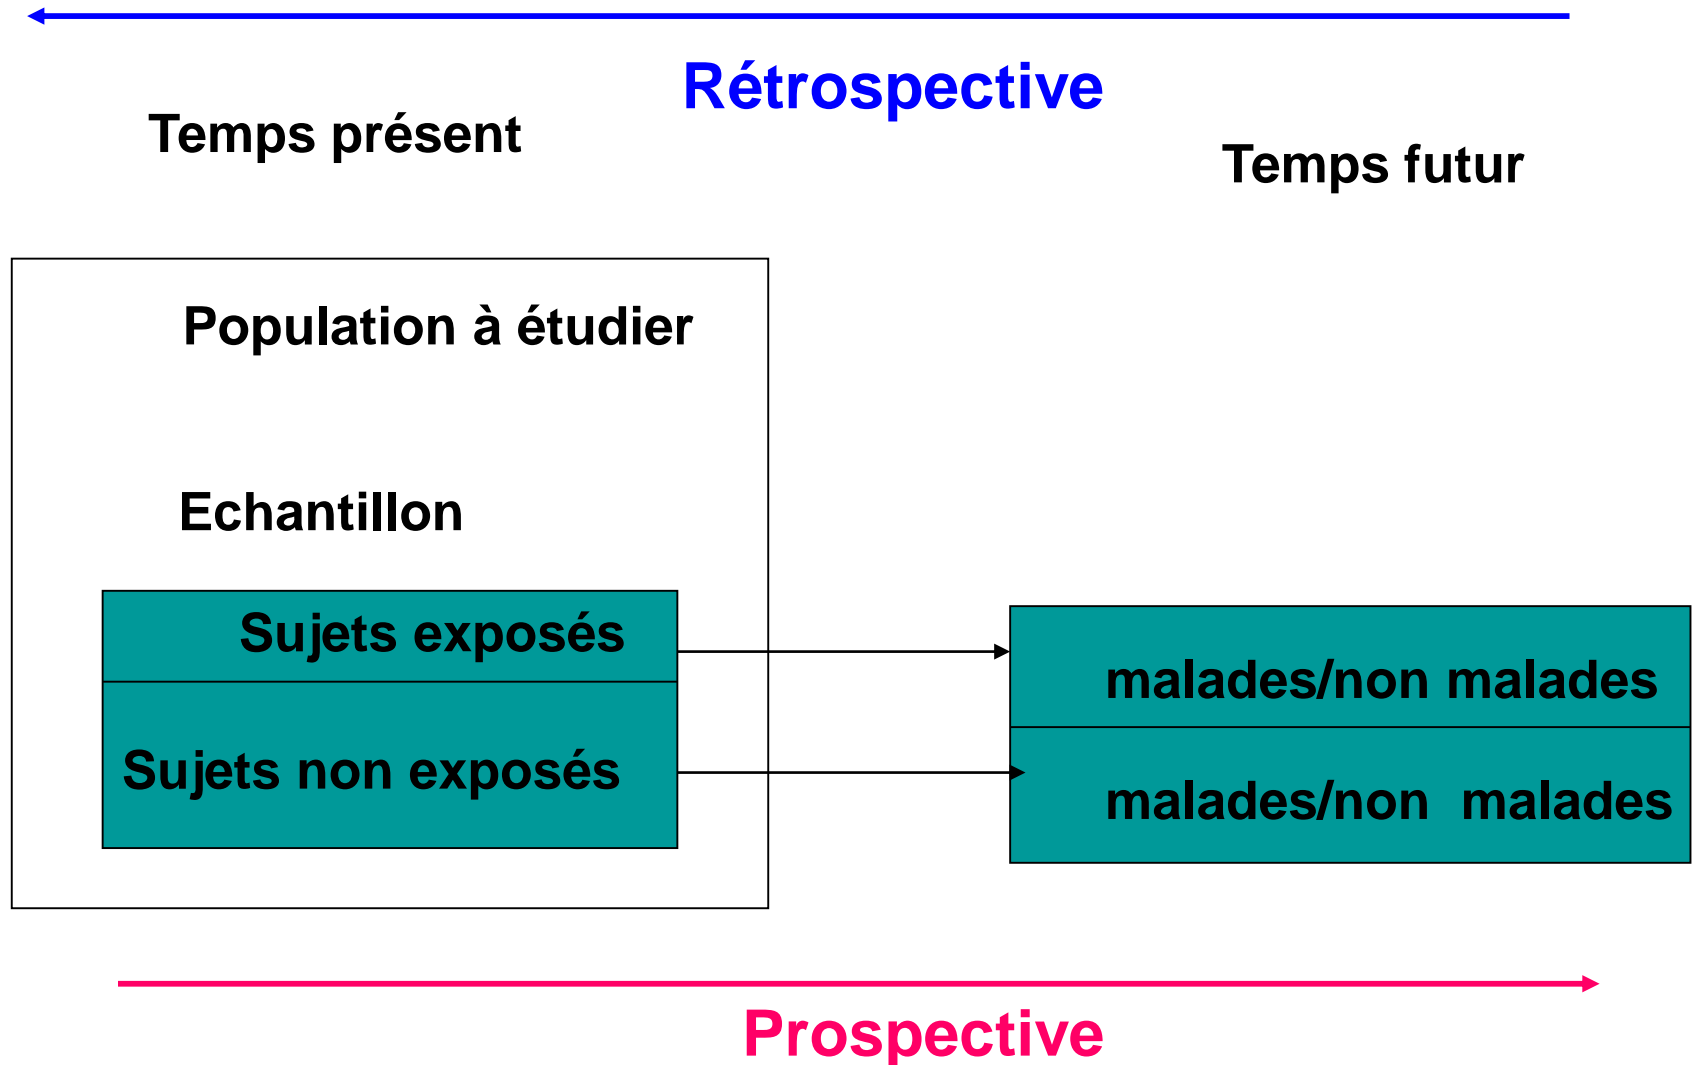 Rétrospective
Temps présent
Temps futur
Population à étudier
Echantillon
Sujets exposés
malades/non malades
Sujets non exposés
malades/non malades
Prospective